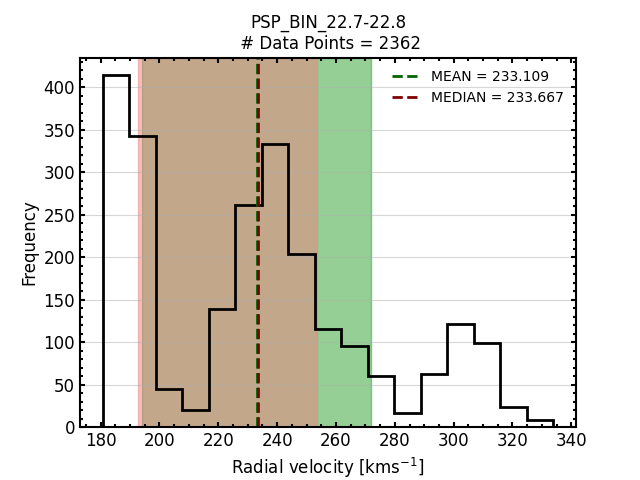 PSP_BIN_22.7-22.8
# Data Points = 2362
MEAN = 233.109
MEDIAN = 233.667
Frequency
400
350
300
250
200
150
100
50
0
180 200 220 240 260 280 300 320 340
Radial velocity [kms⁻¹]